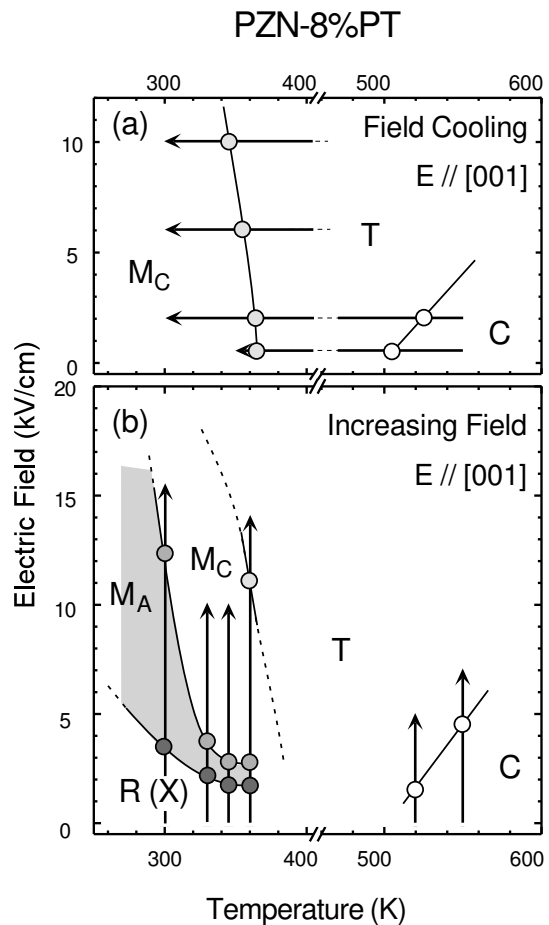 PZN-8%PT
300 400 500 600
(a) Field Cooling
E // [001]
10
T
5
M_C
C
0
Electric Field (kV/cm)
20
(b) Increasing Field
E // [001]
15
M_C
M_A
10
T
5
R (X) C
0
300 400 500 600
Temperature (K)